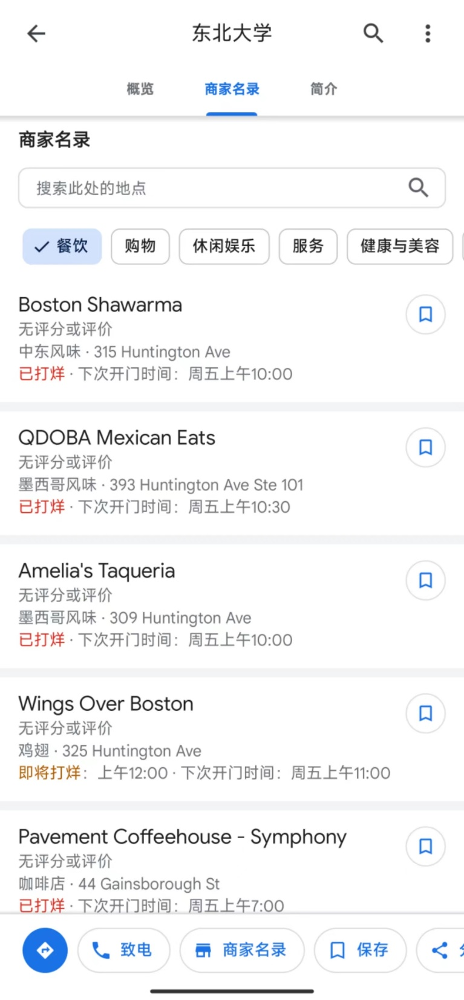 东北大学
概览
商家名录
简介
商家名录
搜索此处的地点
餐饮
购物
休闲娱乐
服务
健康与美容
Boston Shawarma
无评分或评价
中东风味 · 315 Huntington Ave
已打烊 · 下次开门时间：周五上午10:00
QDOBA Mexican Eats
无评分或评价
墨西哥风味 · 393 Huntington Ave Ste 101
已打烊 · 下次开门时间：周五上午10:30
Amelia's Taqueria
无评分或评价
墨西哥风味 · 309 Huntington Ave
已打烊 · 下次开门时间：周五上午10:00
Wings Over Boston
无评分或评价
鸡翅 · 325 Huntington Ave
即将打烊：上午12:00 · 下次开门时间：周五上午11:00
Pavement Coffeehouse - Symphony
无评分或评价
咖啡店 · 44 Gainsborough St
已打烊 · 下次开门时间：周五上午7:00
致电
商家名录
保存